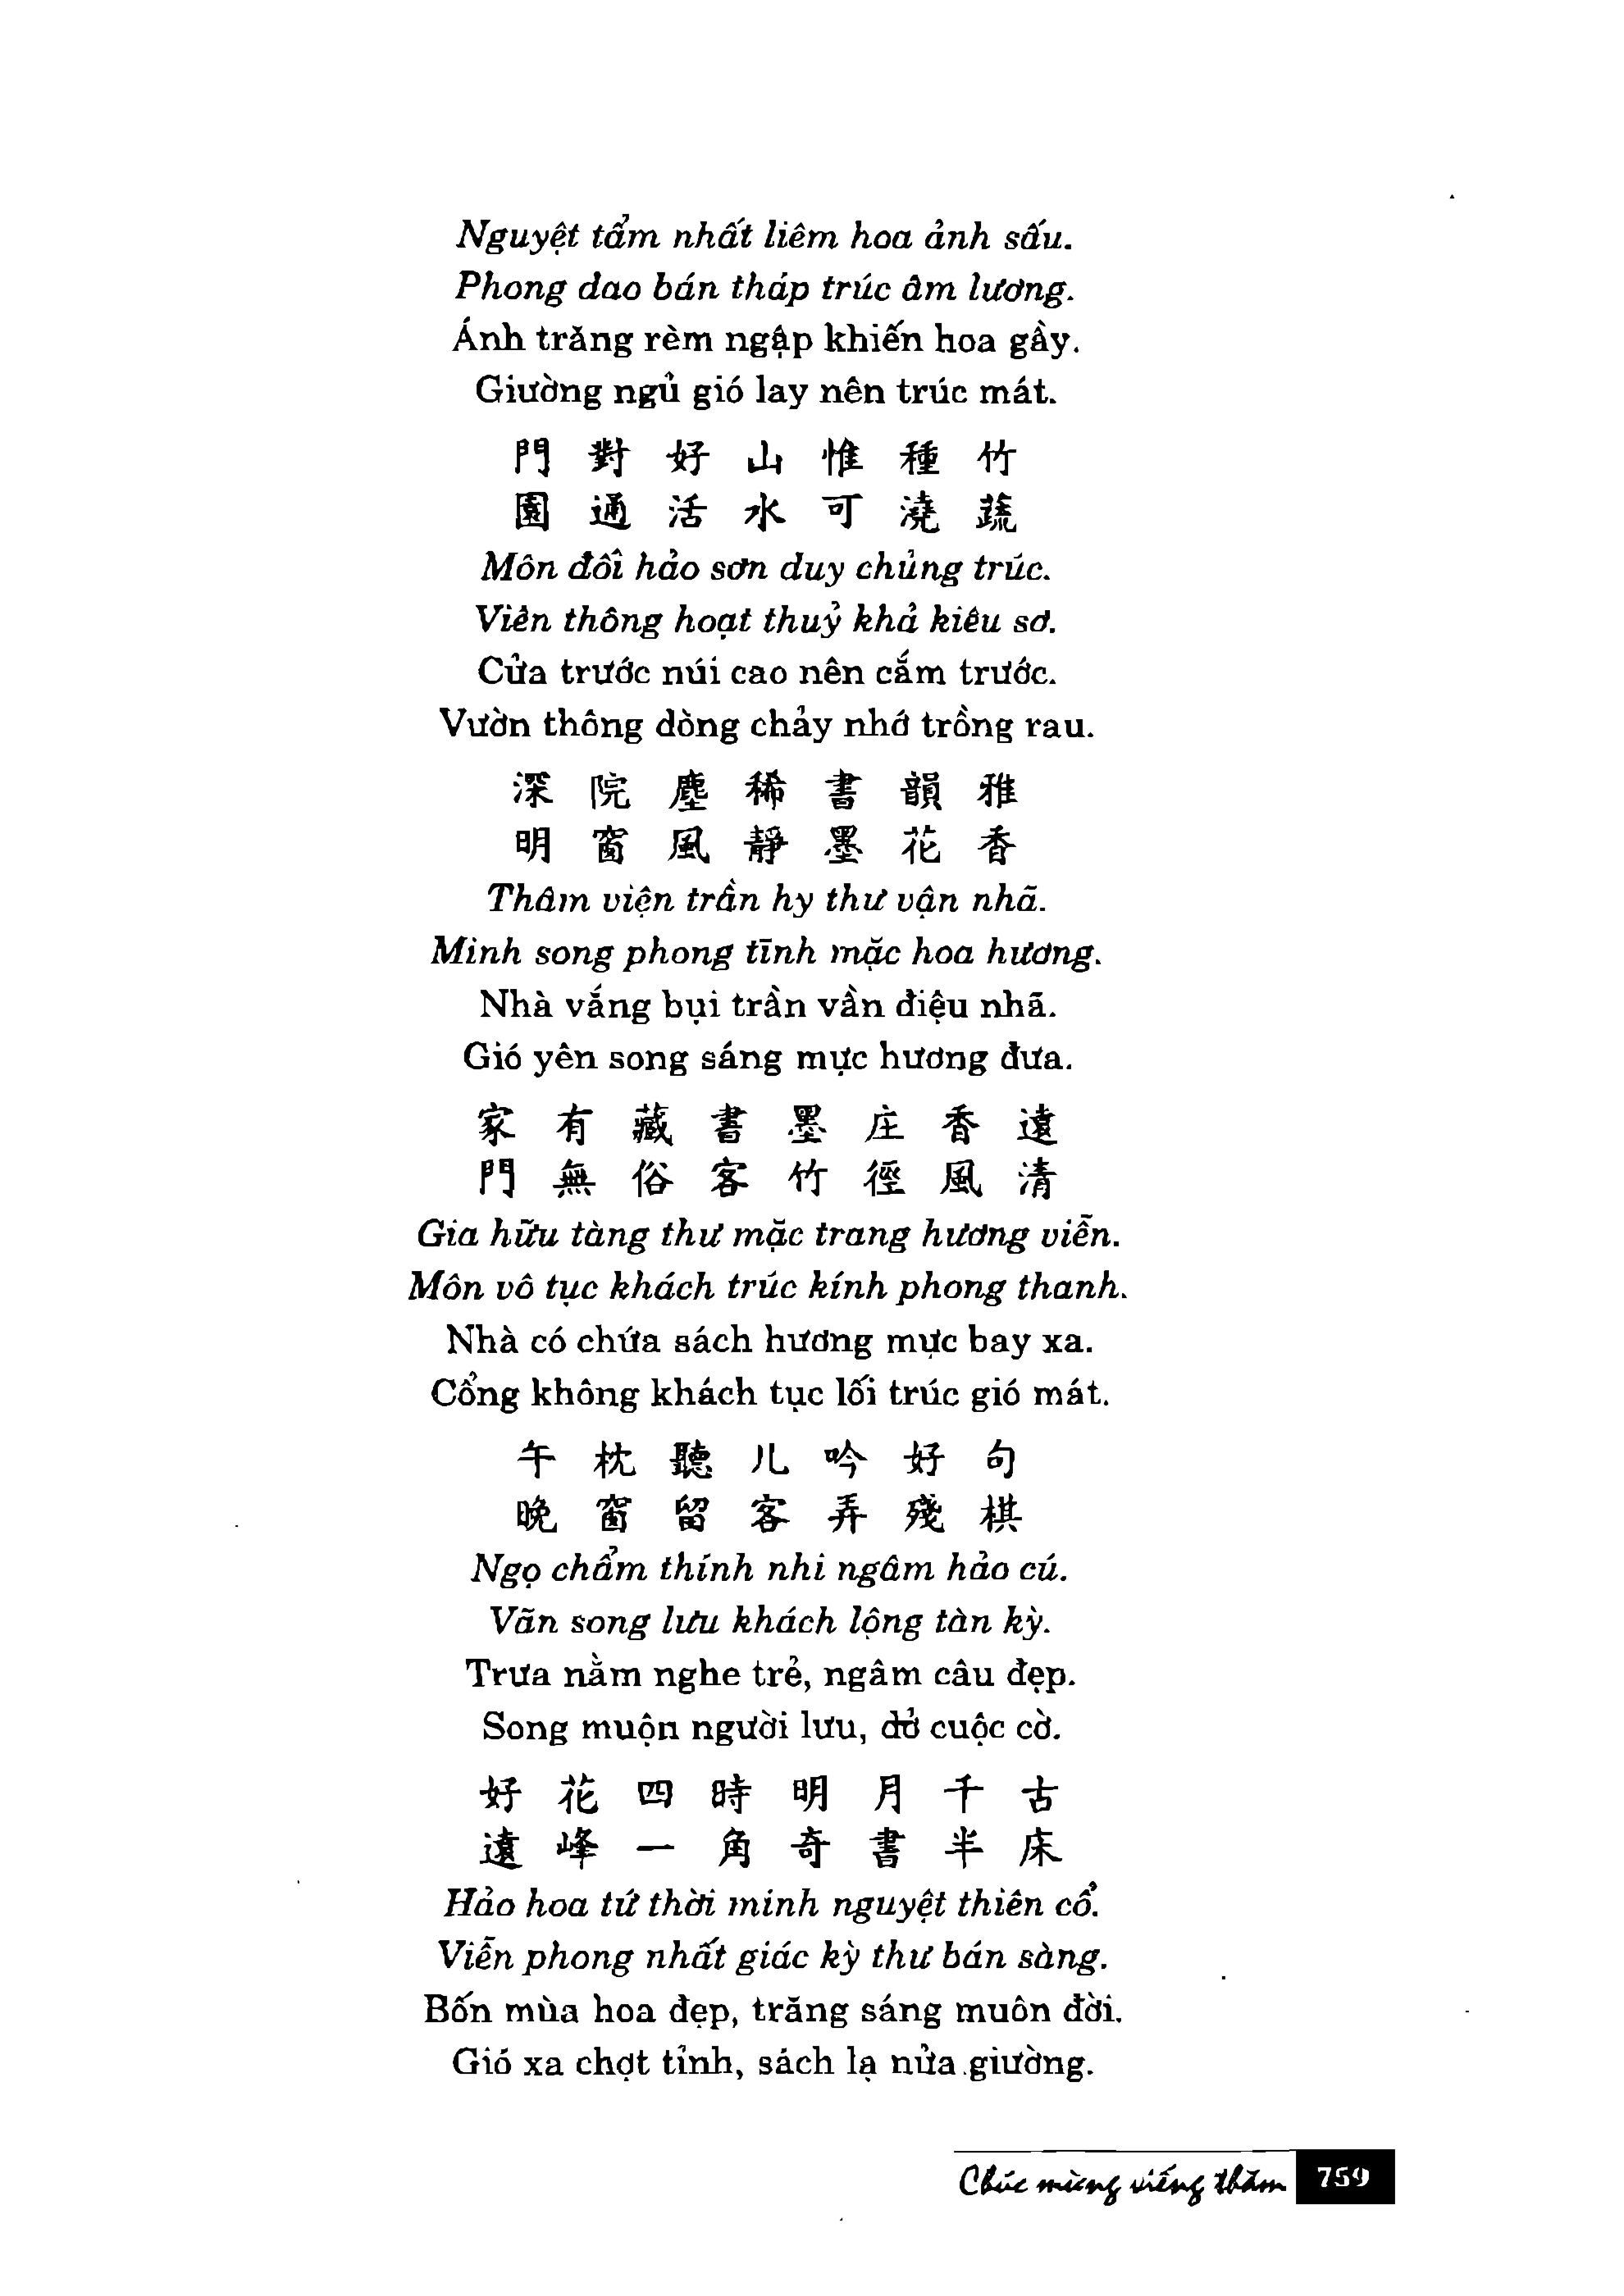 Nguyệt tẩm nhất liêm hoa ảnh sấu.
Phong dao bán tháp trúc âm lương.
Ánh trăng rèm ngập khiến hoa gầy.
Giường ngủ gió lay nên trúc mát.
門 對 好 山 惟 種 竹
園 通 活 水 可 澆 蔬
Môn đối hảo sơn duy chủng trúc.
Viên thông hoạt thuỷ khả kiêu sơ.
Cửa trước núi cao nên cắm trước.
Vườn thông dòng chảy nhớ trồng rau.
深 院 塵 稀 書 韻 雅
明 窗 風 靜 墨 花 香
Thâm viện trần hy thư vận nhã.
Minh song phong tĩnh mặc hoa hương.
Nhà vắng bụi trần vần điệu nhã.
Gió yên song sáng mực hương đưa.
家 有 藏 書 墨 庄 香 遠
門 無 俗 客 竹 徑 風 清
Gia hữu tàng thư mặc trang hương viễn.
Môn vô tục khách trúc kính phong thanh.
Nhà có chứa sách hương mực bay xa.
Cổng không khách tục lối trúc gió mát.
午 枕 聽 儿 吟 好 句
晚 窗 留 客 弄 殘 棋
Ngọ chẩm thính nhi ngâm hảo cú.
Vãn song lưu khách lộng tàn kỳ.
Trưa nằm nghe trẻ, ngâm câu đẹp.
Song muộn người lưu, dở cuộc cờ.
好 花 四 時 明 月 千 古
遠 峰 一 角 奇 書 半 床
Hảo hoa tứ thời minh nguyệt thiên cổ.
Viễn phong nhất giác kỳ thư bán sàng.
Bốn mùa hoa đẹp, trăng sáng muôn đời.
Gió xa chợt tỉnh, sách lạ nửa giường.
Chúc mừng viếng thăm 759